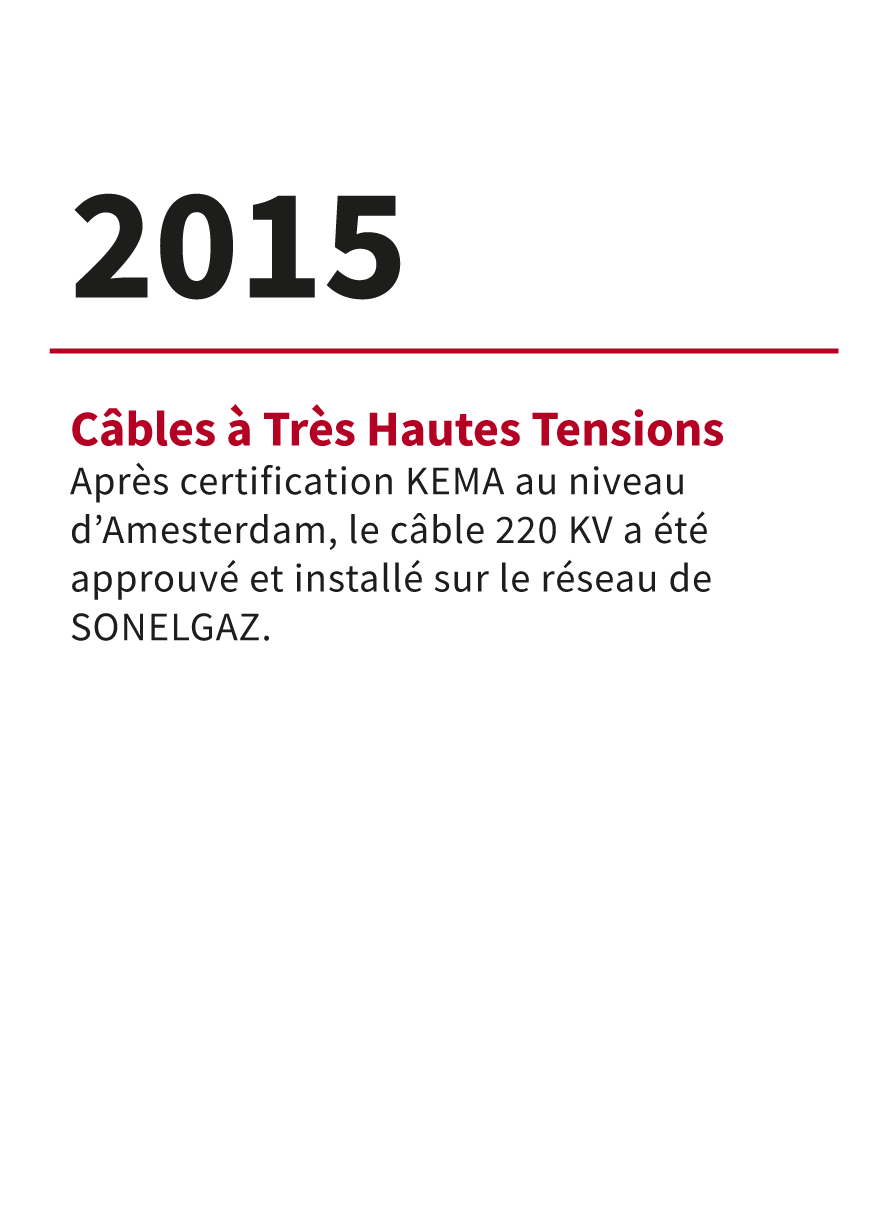 2015
Câbles à Très Hautes Tensions
Après certification KEMA au niveau
d’Amesterdam, le câble 220 KV a été
approuvé et installé sur le réseau de
SONELGAZ.